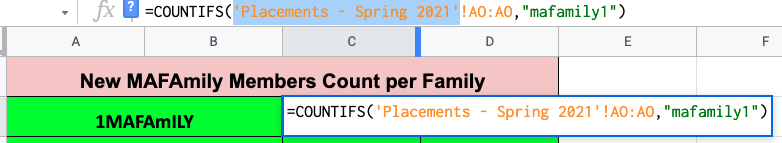 fx ? =COUNTIFS('Placements - Spring 2021'!AO:AO,"mafamily1")
A B C D E F
New MAFAmily Members Count per Family
1MAFAmILY =COUNTIFS('Placements - Spring 2021'!AO:AO,"mafamily1")